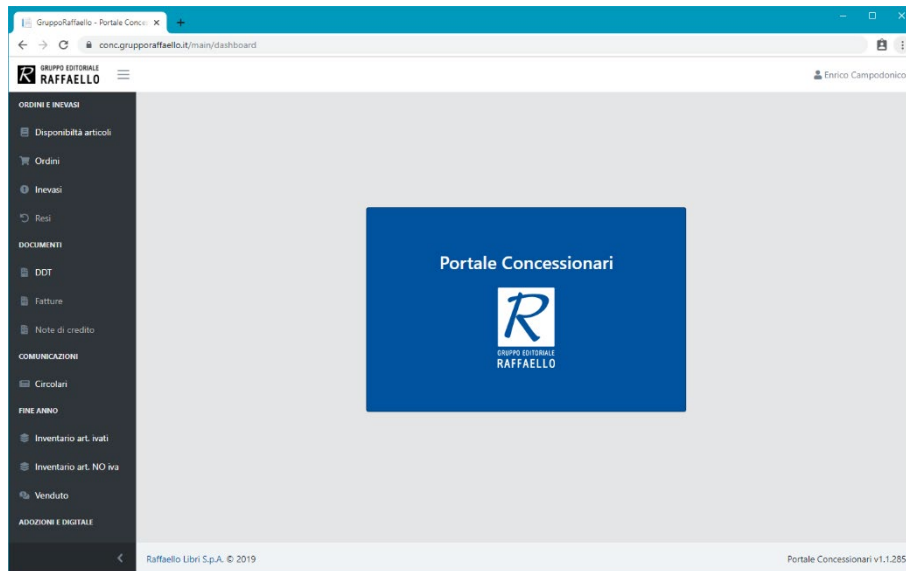 GruppoRaffaello - Portale Conce
conc.grupporaffaello.it/main/dashboard
GRUPPO EDITORIALE
RAFFAELLO
Enrico Campodonico
ORDINI E INEVASI
Disponibiltà articoli
Ordini
Inevasi
Resi
DOCUMENTI
DDT
Fatture
Note di credito
COMUNICAZIONI
Circolari
FINE ANNO
Inventario art. ivati
Inventario art. NO iva
Venduto
ADOZIONI E DIGITALE
Portale Concessionari
R
GRUPPO EDITORIALE
RAFFAELLO
Raffaello Libri S.p.A. © 2019
Portale Concessionari v1.1.285